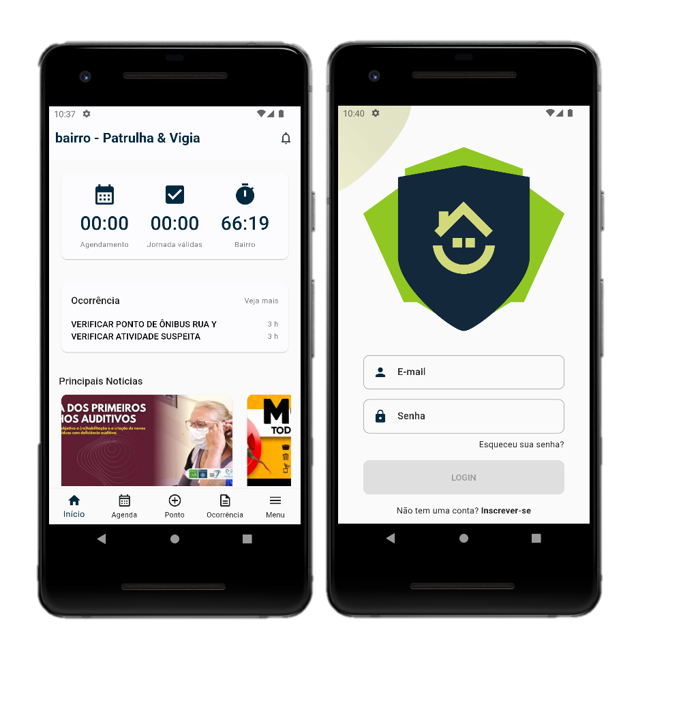 10:37
bairro - Patrulha & Vigia
00:00
00:00
66:19
Agendamento
Jornada válidas
Bairro
Ocorrência
Veja mais
VERIFICAR PONTO DE ÔNIBUS RUA Y
3 h
VERIFICAR ATIVIDADE SUSPEITA
3 h
Principais Noticias
A DOS PRIMEIROS
HOS AUDITIVOS
TOD
Início
Agenda
Ponto
Ocorrência
Menu
10:40
E-mail
Senha
Esqueceu sua senha?
LOGIN
Não tem uma conta? Inscrever-se